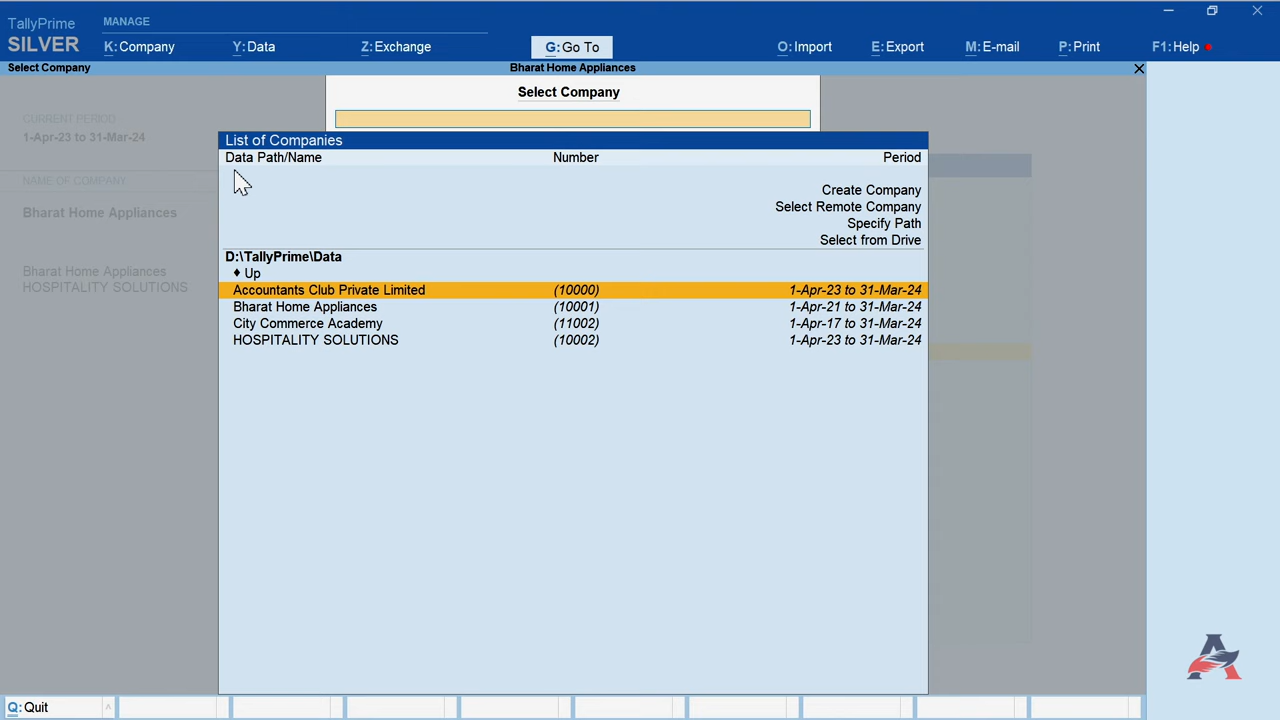 TallyPrime
MANAGE
SILVER
K:Company
Y:Data
Z:Exchange
G:Go To
O:Import
E:Export
M:E-mail
P:Print
F1:Help
Select Company
Bharat Home Appliances
Select Company
CURRENT PERIOD
1-Apr-23 to 31-Mar-24
NAME OF COMPANY
Bharat Home Appliances
Bharat Home Appliances
HOSPITALITY SOLUTIONS
List of Companies
Data Path/Name Number Period
Create Company
Select Remote Company
Specify Path
Select from Drive
D:\TallyPrime\Data
♦ Up
Accountants Club Private Limited (10000) 1-Apr-23 to 31-Mar-24
Bharat Home Appliances (10001) 1-Apr-21 to 31-Mar-24
City Commerce Academy (11002) 1-Apr-17 to 31-Mar-24
HOSPITALITY SOLUTIONS (10002) 1-Apr-23 to 31-Mar-24
Q:Quit